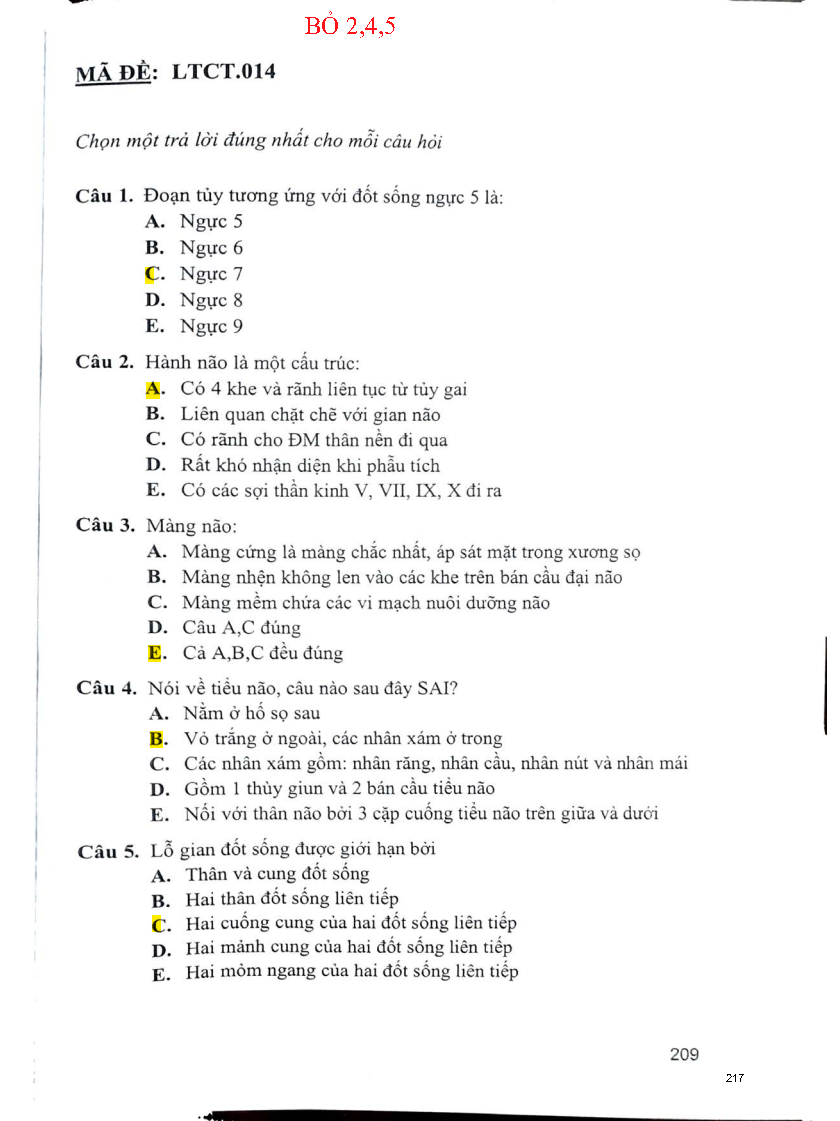 BỎ 2,4,5
MÃ ĐỀ: LTCT.014
Chọn một trả lời đúng nhất cho mỗi câu hỏi
Câu 1. Đoạn tủy tương ứng với đốt sống ngực 5 là:
A. Ngực 5
B. Ngực 6
C. Ngực 7
D. Ngực 8
E. Ngực 9
Câu 2. Hành não là một cấu trúc:
A. Có 4 khe và rãnh liên tục từ tủy gai
B. Liên quan chặt chẽ với gian não
C. Có rãnh cho ĐM thân nền đi qua
D. Rất khó nhận diện khi phẫu tích
E. Có các sợi thần kinh V, VII, IX, X đi ra
Câu 3. Màng não:
A. Màng cứng là màng chắc nhất, áp sát mặt trong xương sọ
B. Màng nhện không len vào các khe trên bán cầu đại não
C. Màng mềm chứa các vi mạch nuôi dưỡng não
D. Câu A,C đúng
E. Cả A,B,C đều đúng
Câu 4. Nói về tiểu não, câu nào sau đây SAI?
A. Nằm ở hố sọ sau
B. Vỏ trắng ở ngoài, các nhân xám ở trong
C. Các nhân xám gồm: nhân răng, nhân cầu, nhân nút và nhân mái
D. Gồm 1 thùy giun và 2 bán cầu tiểu não
E. Nối với thân não bởi 3 cặp cuống tiểu não trên giữa và dưới
Câu 5. Lỗ gian đốt sống được giới hạn bởi
A. Thân và cung đốt sống
B. Hai thân đốt sống liên tiếp
C. Hai cuống cung của hai đốt sống liên tiếp
D. Hai mảnh cung của hai đốt sống liên tiếp
E. Hai mỏm ngang của hai đốt sống liên tiếp
209
217